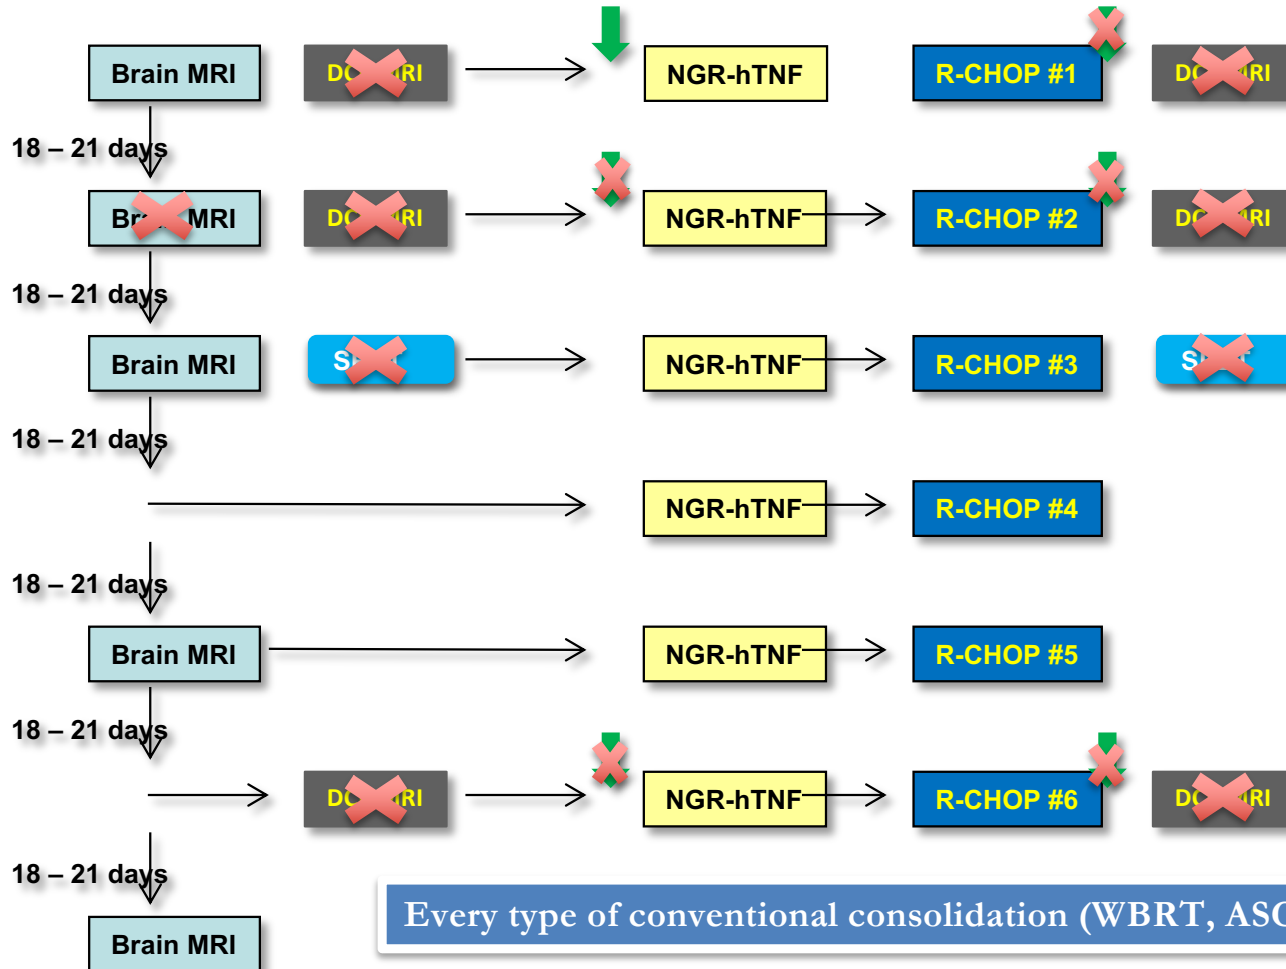 Brain MRI
NGR-hTNF
R-CHOP #1
18 – 21 days
MRI
NGR-hTNF
R-CHOP #2
18 – 21 days
Brain MRI
NGR-hTNF
R-CHOP #3
18 – 21 days
NGR-hTNF
R-CHOP #4
18 – 21 days
Brain MRI
NGR-hTNF
R-CHOP #5
18 – 21 days
NGR-hTNF
R-CHOP #6
18 – 21 days
Every type of conventional consolidation (WBRT,
Brain MRI